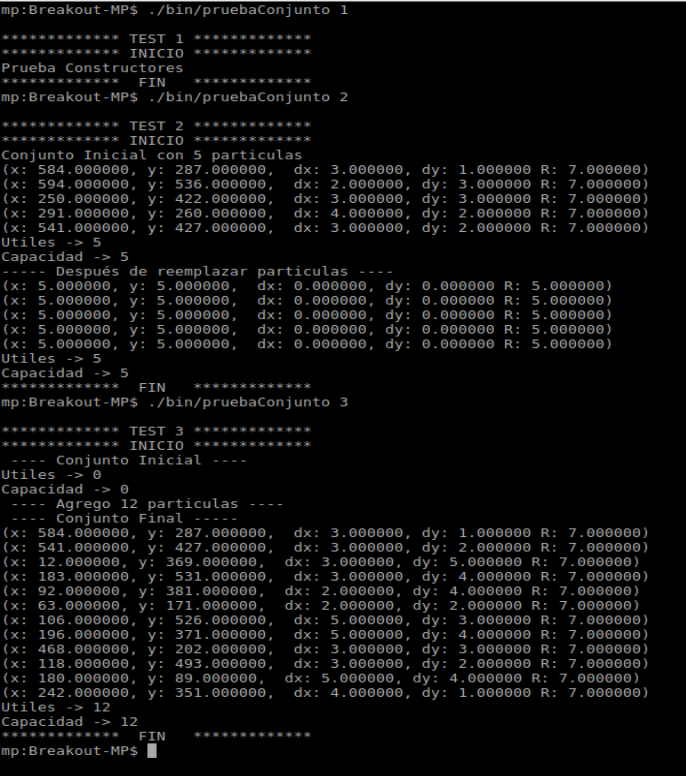 mp:Breakout-MP$ ./bin/pruebaConjunto 1
************* TEST 1 *************
************* INICIO *************
Prueba Constructores
*************  FIN   *************
mp:Breakout-MP$ ./bin/pruebaConjunto 2
************* TEST 2 *************
************* INICIO *************
Conjunto Inicial con 5 particulas
(x: 584.000000, y: 287.000000,  dx: 3.000000, dy: 1.000000 R: 7.000000)
(x: 594.000000, y: 536.000000,  dx: 2.000000, dy: 3.000000 R: 7.000000)
(x: 250.000000, y: 422.000000,  dx: 3.000000, dy: 3.000000 R: 7.000000)
(x: 291.000000, y: 260.000000,  dx: 4.000000, dy: 2.000000 R: 7.000000)
(x: 541.000000, y: 427.000000,  dx: 3.000000, dy: 2.000000 R: 7.000000)
Utiles -> 5
Capacidad -> 5
----- Después de reemplazar particulas ----
(x: 5.000000, y: 5.000000,  dx: 0.000000, dy: 0.000000 R: 5.000000)
(x: 5.000000, y: 5.000000,  dx: 0.000000, dy: 0.000000 R: 5.000000)
(x: 5.000000, y: 5.000000,  dx: 0.000000, dy: 0.000000 R: 5.000000)
(x: 5.000000, y: 5.000000,  dx: 0.000000, dy: 0.000000 R: 5.000000)
(x: 5.000000, y: 5.000000,  dx: 0.000000, dy: 0.000000 R: 5.000000)
Utiles -> 5
Capacidad -> 5
*************  FIN   *************
mp:Breakout-MP$ ./bin/pruebaConjunto 3
************* TEST 3 *************
************* INICIO *************
 ---- Conjunto Inicial ----
Utiles -> 0
Capacidad -> 0
 ---- Agrego 12 particulas ----
 ---- Conjunto Final -----
(x: 584.000000, y: 287.000000,  dx: 3.000000, dy: 1.000000 R: 7.000000)
(x: 541.000000, y: 427.000000,  dx: 3.000000, dy: 2.000000 R: 7.000000)
(x: 12.000000, y: 369.000000,  dx: 3.000000, dy: 5.000000 R: 7.000000)
(x: 183.000000, y: 531.000000,  dx: 3.000000, dy: 4.000000 R: 7.000000)
(x: 92.000000, y: 381.000000,  dx: 2.000000, dy: 4.000000 R: 7.000000)
(x: 63.000000, y: 171.000000,  dx: 2.000000, dy: 2.000000 R: 7.000000)
(x: 106.000000, y: 526.000000,  dx: 5.000000, dy: 3.000000 R: 7.000000)
(x: 196.000000, y: 371.000000,  dx: 5.000000, dy: 4.000000 R: 7.000000)
(x: 468.000000, y: 202.000000,  dx: 3.000000, dy: 3.000000 R: 7.000000)
(x: 118.000000, y: 493.000000,  dx: 3.000000, dy: 2.000000 R: 7.000000)
(x: 180.000000, y: 89.000000,  dx: 5.000000, dy: 4.000000 R: 7.000000)
(x: 242.000000, y: 351.000000,  dx: 4.000000, dy: 1.000000 R: 7.000000)
Utiles -> 12
Capacidad -> 12
*************  FIN   *************
mp:Breakout-MP$